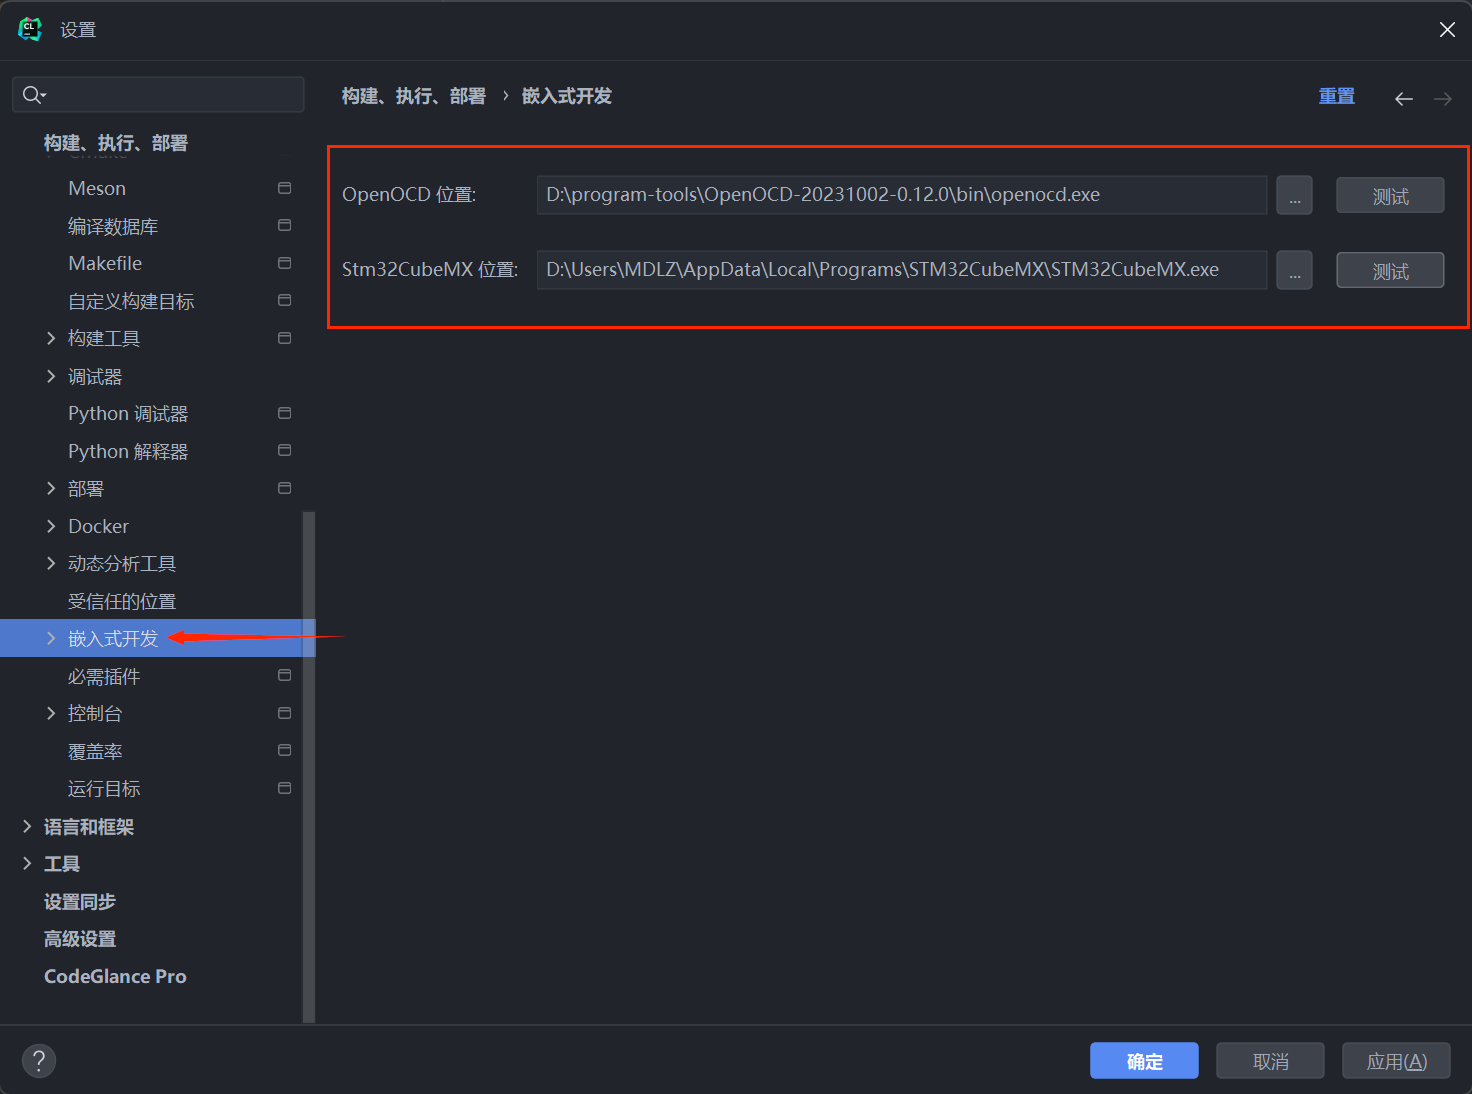 CL
设置
构建、执行、部署 › 嵌入式开发
重置
构建、执行、部署
Meson
编译数据库
Makefile
自定义构建目标
构建工具
调试器
Python 调试器
Python 解释器
部署
Docker
动态分析工具
受信任的位置
嵌入式开发
必需插件
控制台
覆盖率
运行目标
语言和框架
工具
设置同步
高级设置
CodeGlance Pro
OpenOCD 位置: D:\program-tools\OpenOCD-20231002-0.12.0\bin\openocd.exe ... 测试
Stm32CubeMX 位置: D:\Users\MDLZ\AppData\Local\Programs\STM32CubeMX\STM32CubeMX.exe ... 测试
?
确定 取消 应用(A)